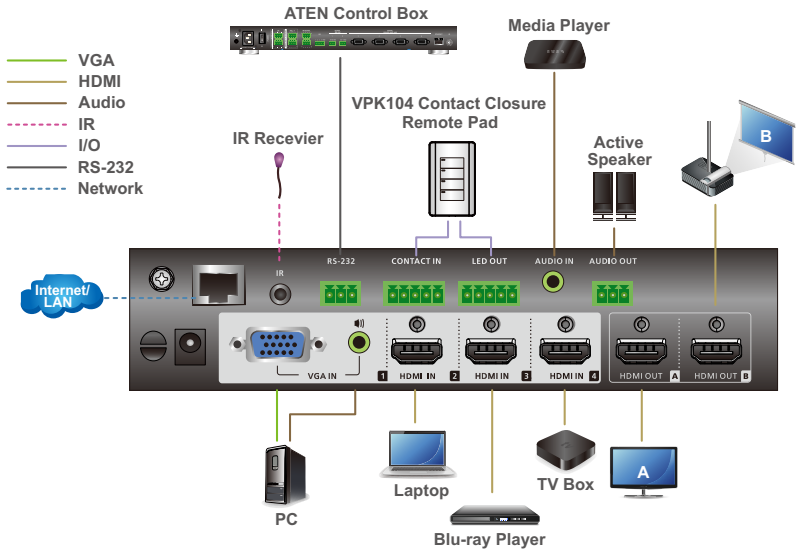 ATEN Control Box
Media Player
VGA
HDMI
Audio
IR
I/O
RS-232
Network
IR Recevier
VPK104 Contact Closure
Remote Pad
Active
Speaker
B
Internet/
LAN
IR
RS-232
CONTACT IN
LED OUT
AUDIO IN
AUDIO OUT
VGA IN
1
HDMI IN
2
HDMI IN
3
HDMI IN
4
HDMI OUT
A
HDMI OUT
B
PC
Laptop
Blu-ray Player
TV Box
A